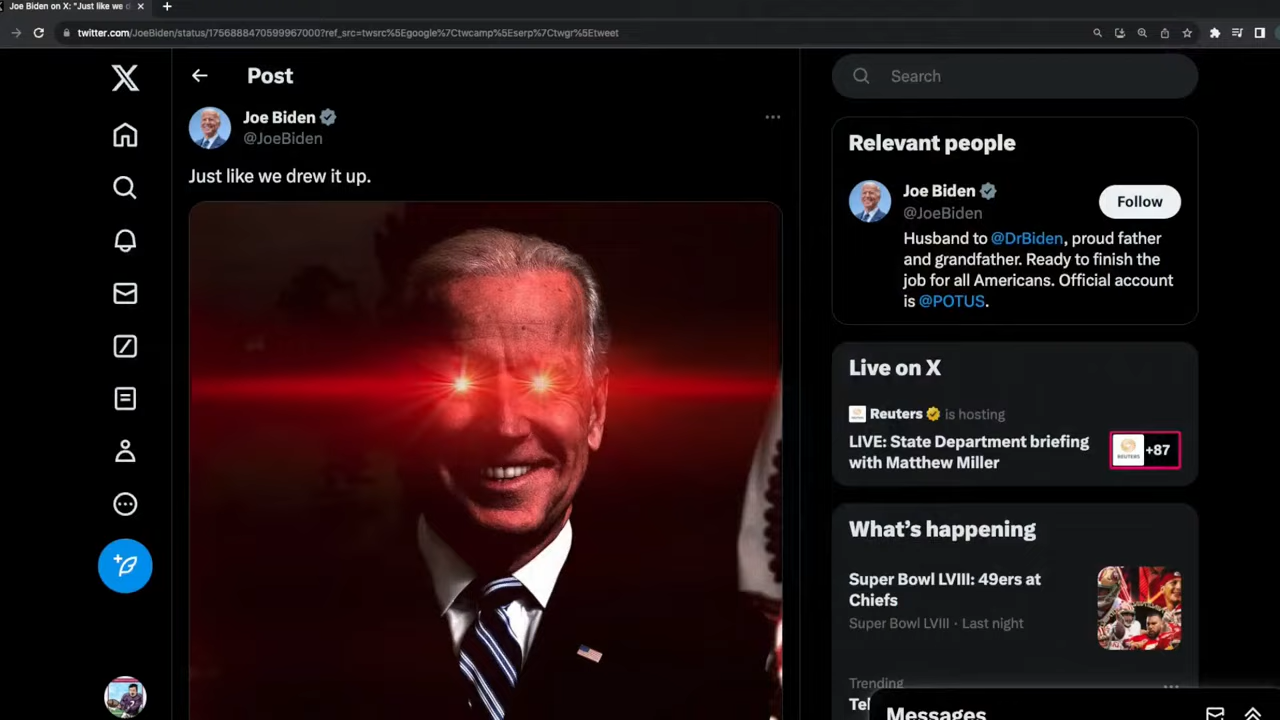 Joe Biden on X: "Just like we d
twitter.com/JoeBiden/status/1756888470599967000?ref_src=twsrc%5Egoogle%7Ctwcamp%5Eserp%7Ctwgr%5Etweet
Post
Joe Biden
@JoeBiden
Just like we drew it up.
Search
Relevant people
Joe Biden
@JoeBiden
Follow
Husband to @DrBiden, proud father
and grandfather. Ready to finish the
job for all Americans. Official account
is @POTUS.
Live on X
Reuters is hosting
LIVE: State Department briefing
with Matthew Miller
REUTERS
+87
What’s happening
Super Bowl LVIII: 49ers at
Chiefs
Super Bowl LVIII · Last night
Trending
Messages